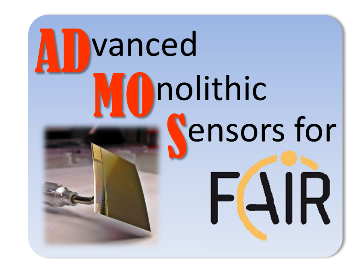 ADvanced
MOnolithic
Sensors for
FAIR